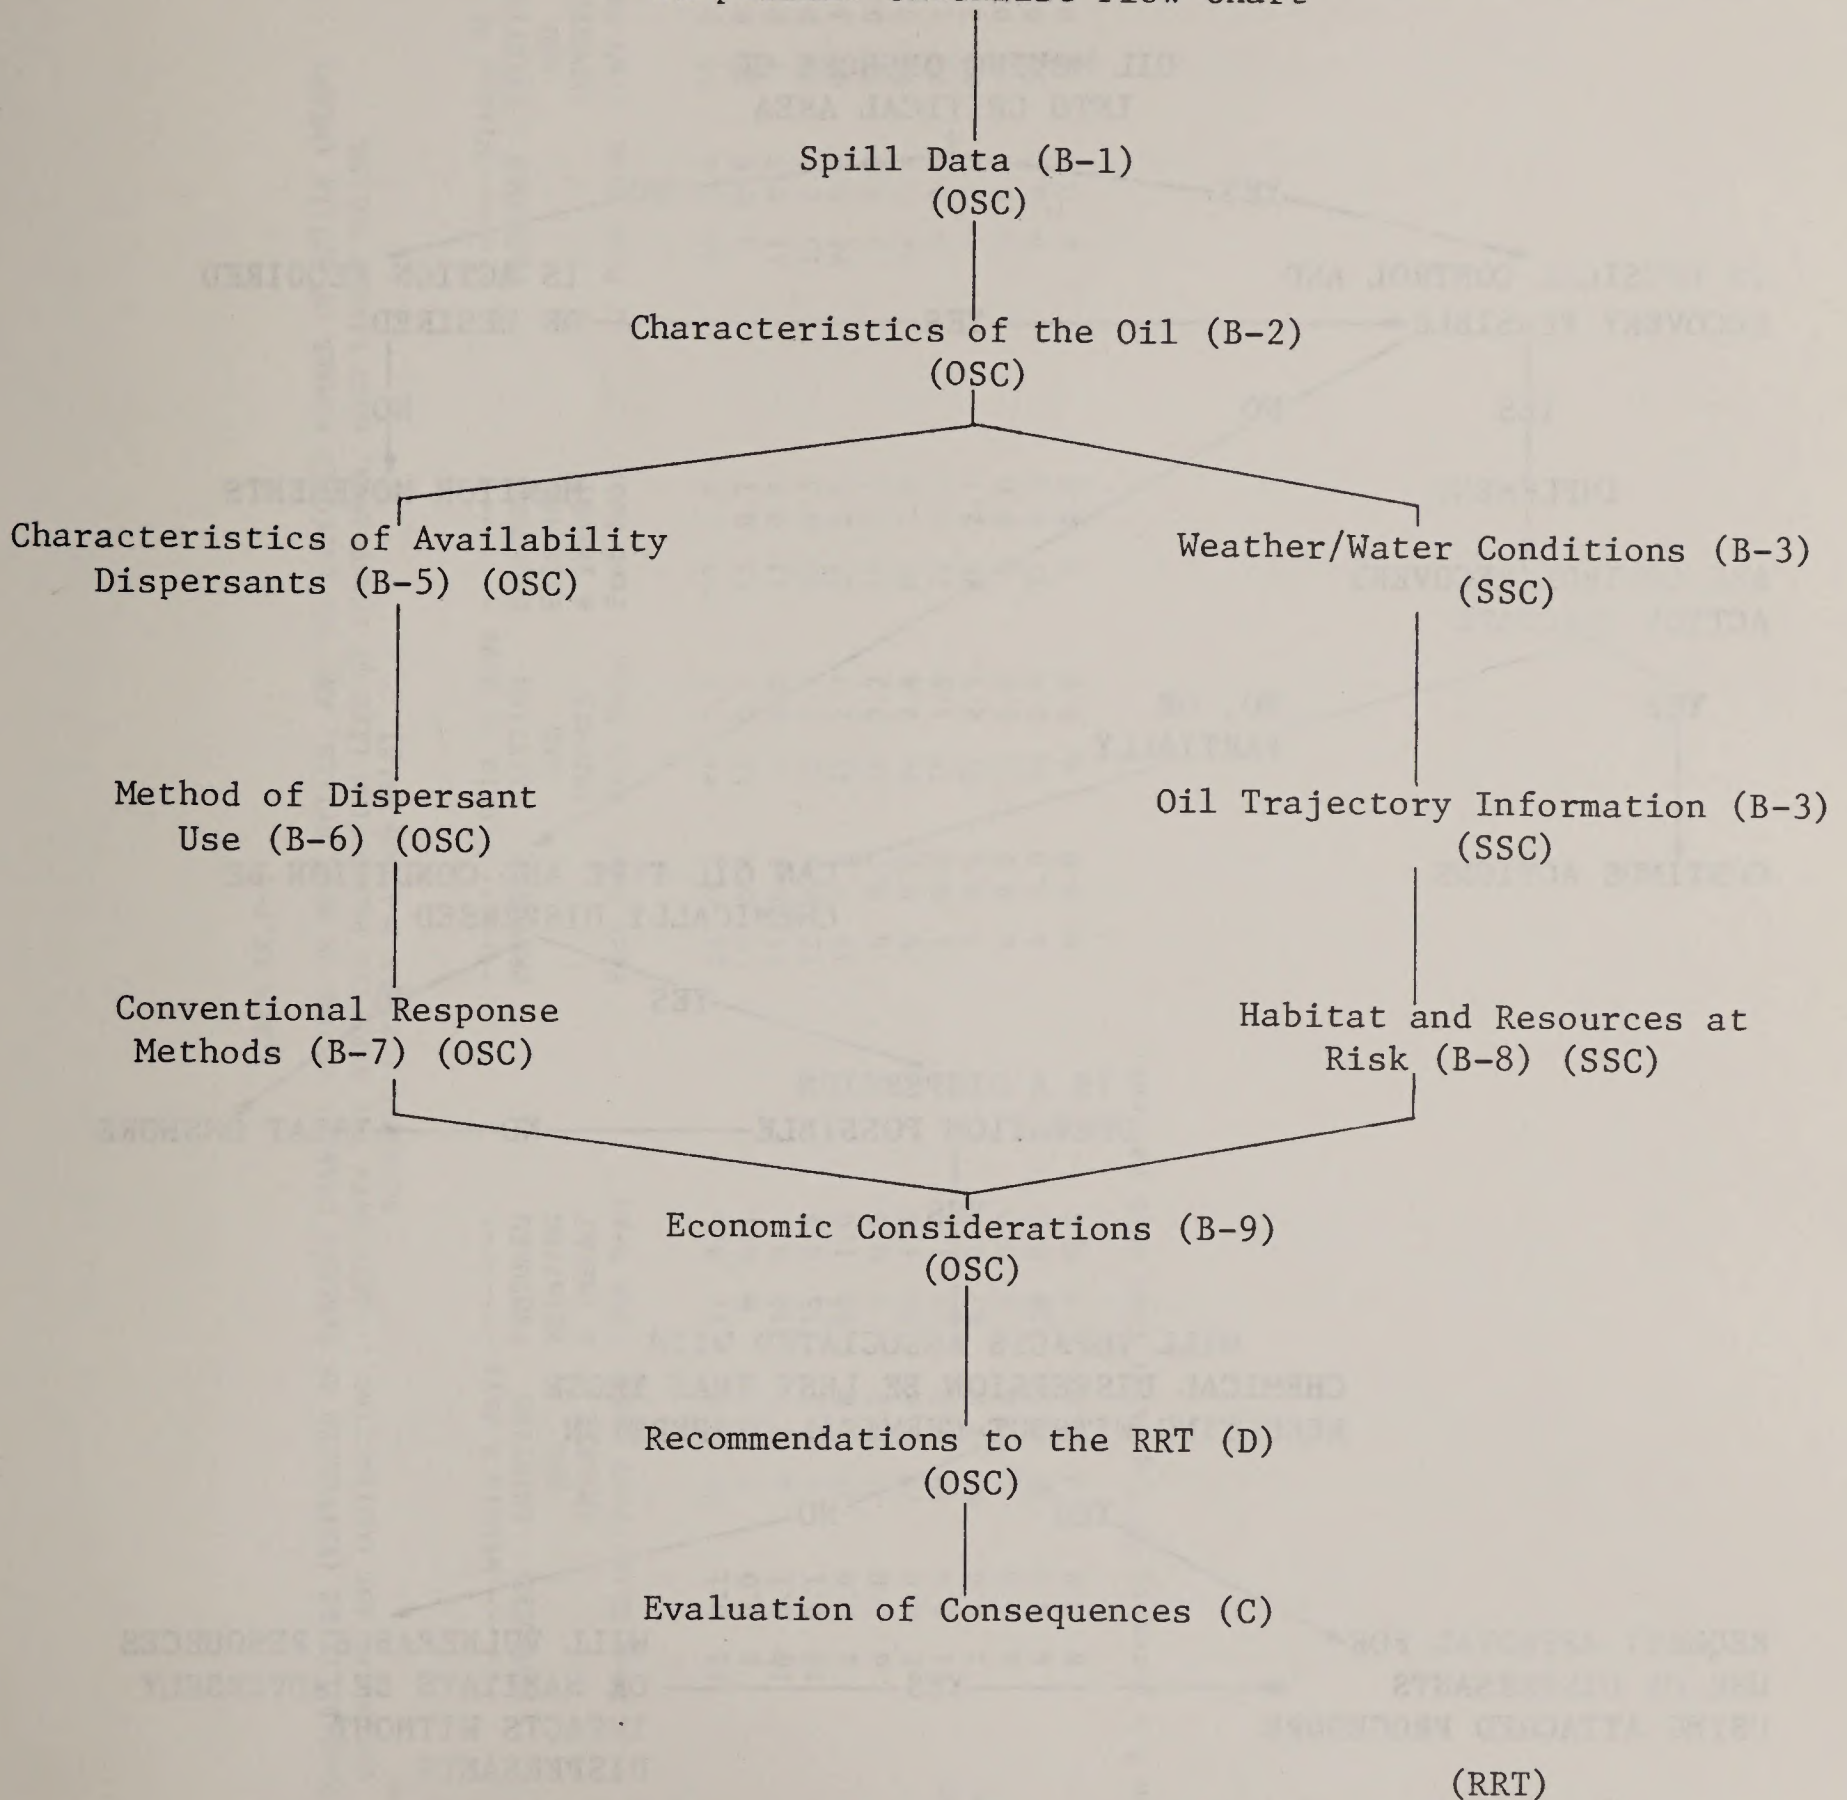 Flow Chart
Spill Data (B-1)
(OSC)
Characteristics of the Oil (B-2)
(OSC)
Characteristics of Availability
Dispersants (B-5) (OSC)
Weather/Water Conditions (B-3)
(SSC)
Method of Dispersant
Use (B-6) (OSC)
Oil Trajectory Information (B-3)
(SSC)
Conventional Response
Methods (B-7) (OSC)
Habitat and Resources at
Risk (B-8) (SSC)
Economic Considerations (B-9)
(OSC)
Recommendations to the RRT (D)
(OSC)
Evaluation of Consequences (C)
(RRT)